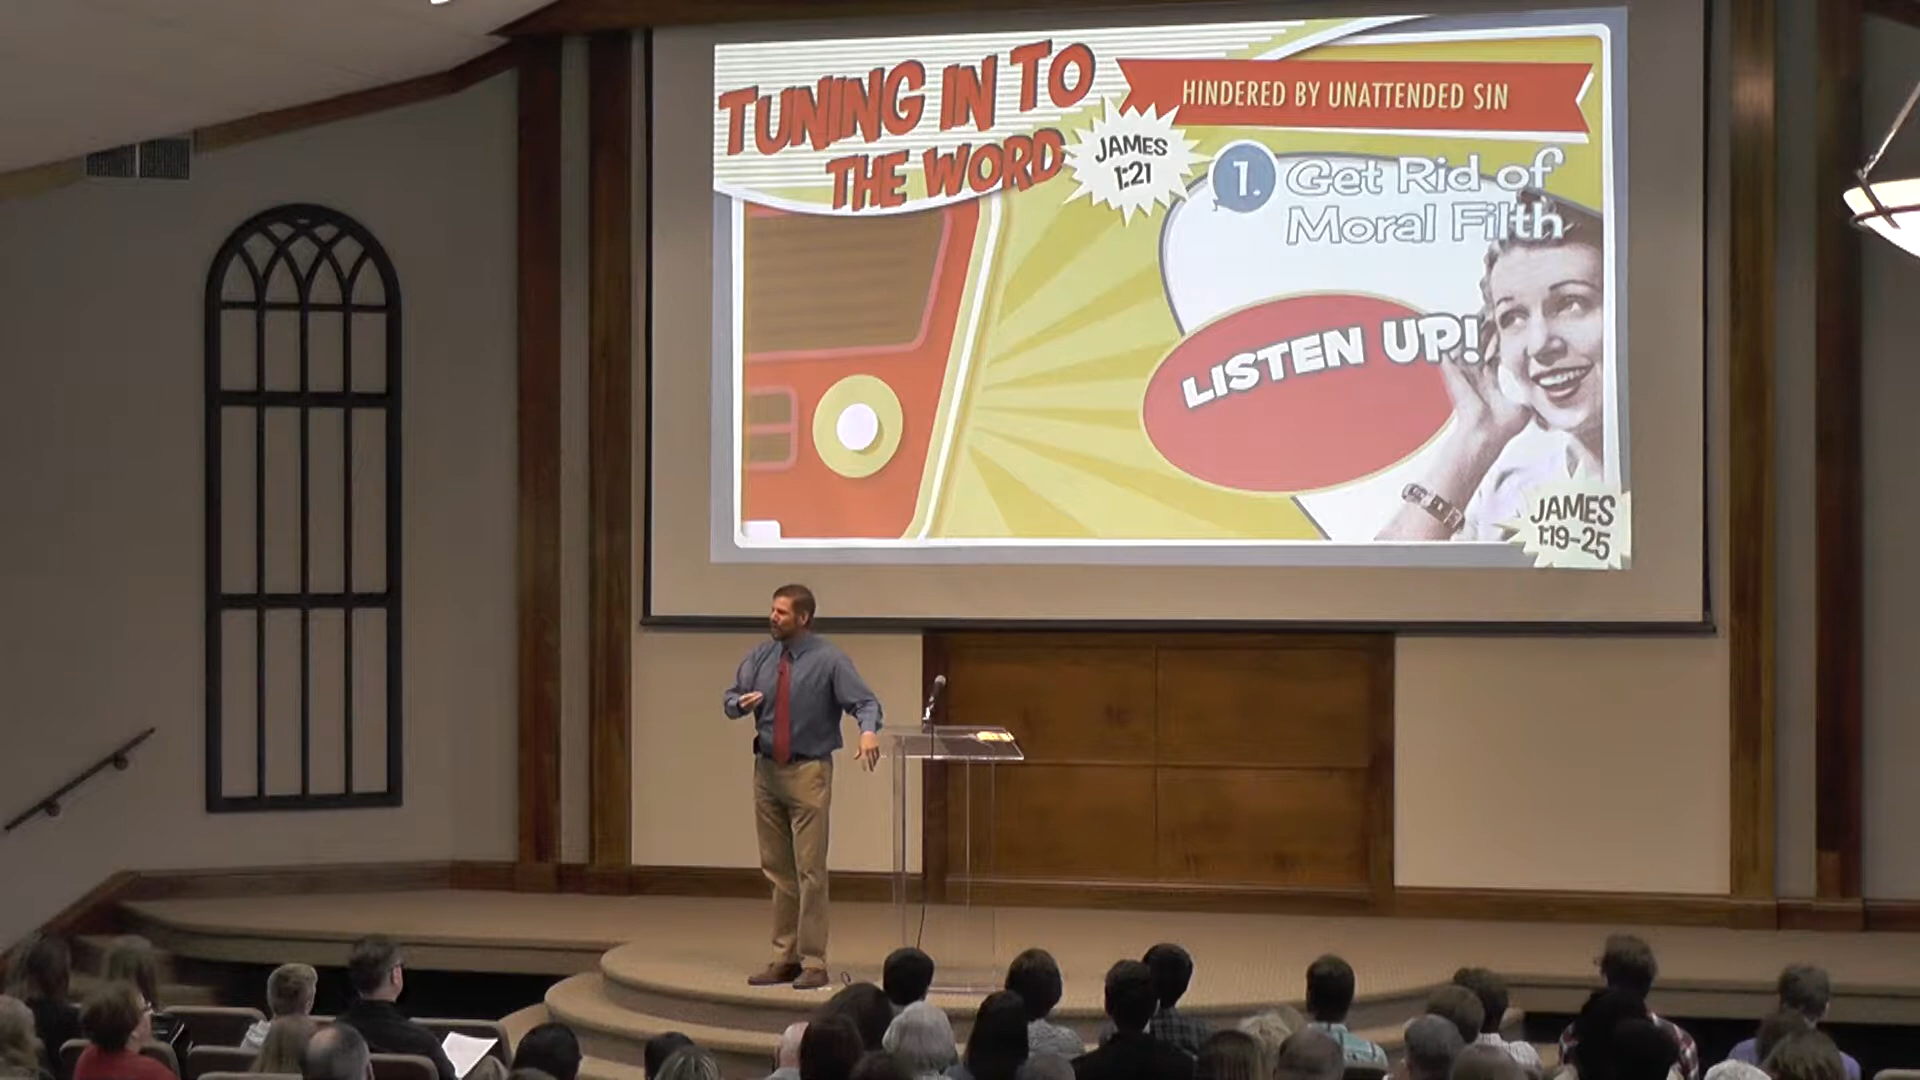 TUNING IN TO
THE WORD
HINDERED BY UNATTENDED SIN
JAMES
1:21
1. Get Rid of
Moral Filth
LISTEN UP!
JAMES
1:19-25